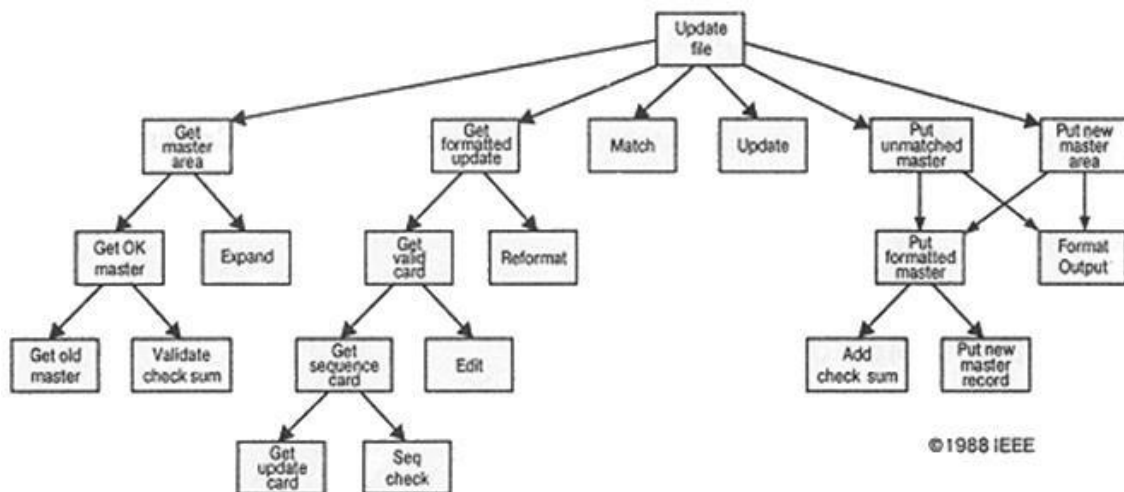 Update
file
Get
master
area
Get
formatted
update
Match
Update
Put
unmatched
master
Put new
master
area
Get OK
master
Expand
Get
valid
card
Reformat
Put
formatted
master
Format
Output
Get old
master
Validate
check sum
Get
sequence
card
Edit
Add
check sum
Put new
master
record
Get
update
card
Seq
check
©1988 IEEE